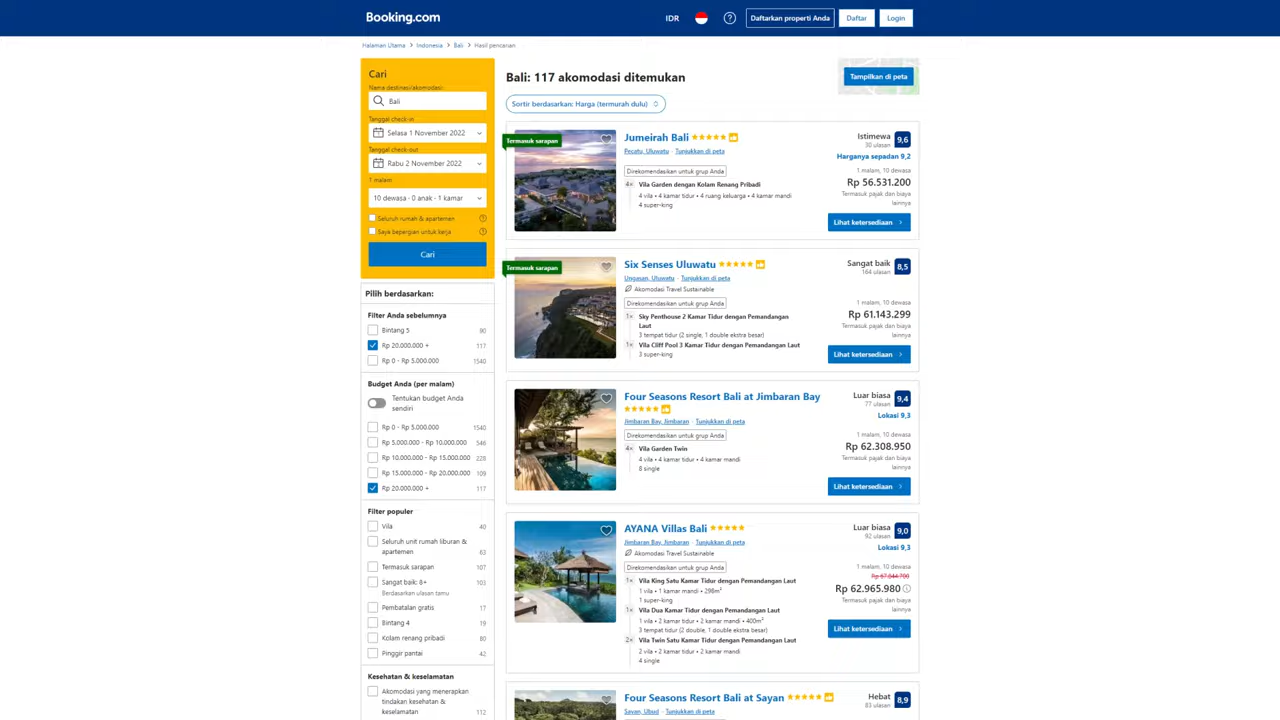 Booking.com
IDR
Daftarkan properti Anda
Daftar
Login
Halaman Utama > Indonesia > Bali > Hasil pencarian
Cari
Nama destinasi/akomodasi:
Bali
Tanggal check-in
Selasa 1 November 2022
Tanggal check-out
Rabu 2 November 2022
1 malam
10 dewasa · 0 anak · 1 kamar
Seluruh rumah & apartemen
Saya bepergian untuk kerja
Cari
Pilih berdasarkan:
Filter Anda sebelumnya
Bintang 5 90
Rp 20.000.000 + 117
Rp 0 - Rp 5.000.000 1540
Budget Anda (per malam)
Tentukan budget Anda
sendiri
Rp 0 - Rp 5.000.000 1540
Rp 5.000.000 - Rp 10.000.000 546
Rp 10.000.000 - Rp 15.000.000 228
Rp 15.000.000 - Rp 20.000.000 109
Rp 20.000.000 + 117
Filter populer
Vila 40
Seluruh unit rumah liburan &
apartemen 63
Termasuk sarapan 107
Sangat baik: 8+ 103
Berdasarkan ulasan tamu
Pembatalan gratis 17
Bintang 4 19
Kolam renang pribadi 80
Pinggir pantai 42
Kesehatan & keselamatan
Akomodasi yang menerapkan
tindakan kesehatan &
keselamatan 112
Bali: 117 akomodasi ditemukan
Tampilkan di peta
Sortir berdasarkan: Harga (termurah dulu)
Termasuk sarapan
Jumeirah Bali
Pecatu, Uluwatu · Tunjukkan di peta
Direkomendasikan untuk grup Anda
4× Vila Garden dengan Kolam Renang Pribadi
4 vila • 4 kamar tidur • 4 ruang keluarga • 4 kamar mandi
4 super-king
Istimewa 9,6
30 ulasan
Harganya sepadan 9,2
1 malam, 10 dewasa
Rp 56.531.200
Termasuk pajak dan biaya
lainnya
Lihat ketersediaan
Termasuk sarapan
Six Senses Uluwatu
Ungasan, Uluwatu · Tunjukkan di peta
Akomodasi Travel Sustainable
Direkomendasikan untuk grup Anda
1× Sky Penthouse 2 Kamar Tidur dengan Pemandangan
Laut
3 tempat tidur (2 single, 1 double ekstra besar)
1× Vila Cliff Pool 3 Kamar Tidur dengan Pemandangan Laut
3 super-king
Sangat baik 8,5
164 ulasan
1 malam, 10 dewasa
Rp 61.143.299
Termasuk pajak dan biaya
lainnya
Lihat ketersediaan
Four Seasons Resort Bali at Jimbaran Bay
Jimbaran Bay, Jimbaran · Tunjukkan di peta
Direkomendasikan untuk grup Anda
4× Vila Garden Twin
4 vila • 4 kamar tidur • 4 kamar mandi
8 single
Luar biasa 9,4
77 ulasan
Lokasi 9,3
1 malam, 10 dewasa
Rp 62.308.950
Termasuk pajak dan biaya
lainnya
Lihat ketersediaan
AYANA Villas Bali
Jimbaran Bay, Jimbaran · Tunjukkan di peta
Akomodasi Travel Sustainable
Direkomendasikan untuk grup Anda
1× Vila King Satu Kamar Tidur dengan Pemandangan Laut
1 vila • 1 kamar mandi • 298m²
1 super-king
1× Vila Dua Kamar Tidur dengan Pemandangan Laut
1 vila • 2 kamar tidur • 2 kamar mandi • 400m²
3 tempat tidur (2 double, 1 double ekstra besar)
2× Vila Twin Satu Kamar Tidur dengan Pemandangan Laut
2 vila • 2 kamar tidur • 2 kamar mandi
4 single
Luar biasa 9,0
92 ulasan
Lokasi 9,3
1 malam, 10 dewasa
Rp 62.965.980
Termasuk pajak dan biaya
lainnya
Lihat ketersediaan
Four Seasons Resort Bali at Sayan
Sayan, Ubud · Tunjukkan di peta
Hebat 8,9
83 ulasan